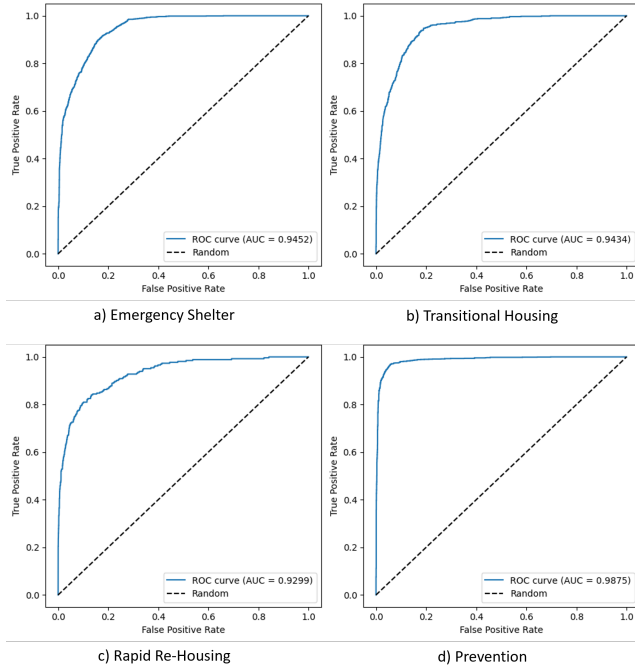 1.0
0.8
0.6
0.4
0.2
0.0
True Positive Rate
ROC curve (AUC = 0.9452)
Random
0.0 0.2 0.4 0.6 0.8 1.0
False Positive Rate
a) Emergency Shelter
1.0
0.8
0.6
0.4
0.2
0.0
True Positive Rate
ROC curve (AUC = 0.9434)
Random
0.0 0.2 0.4 0.6 0.8 1.0
False Positive Rate
b) Transitional Housing
1.0
0.8
0.6
0.4
0.2
0.0
True Positive Rate
ROC curve (AUC = 0.9299)
Random
0.0 0.2 0.4 0.6 0.8 1.0
False Positive Rate
c) Rapid Re-Housing
1.0
0.8
0.6
0.4
0.2
0.0
True Positive Rate
ROC curve (AUC = 0.9875)
Random
0.0 0.2 0.4 0.6 0.8 1.0
False Positive Rate
d) Prevention